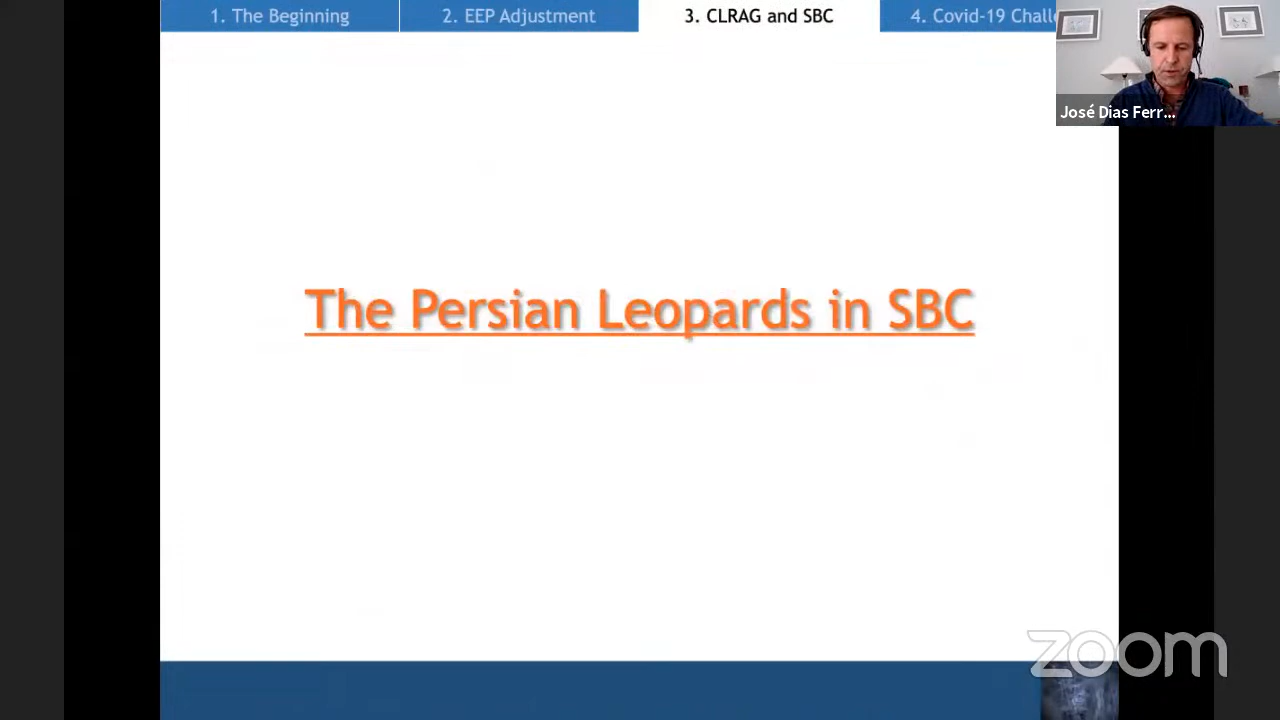 1. The Beginning
2. EEP Adjustment
3. CLRAG and SBC
4. Covid-19 Challe
José Dias Ferr...
The Persian Leopards in SBC
zoom